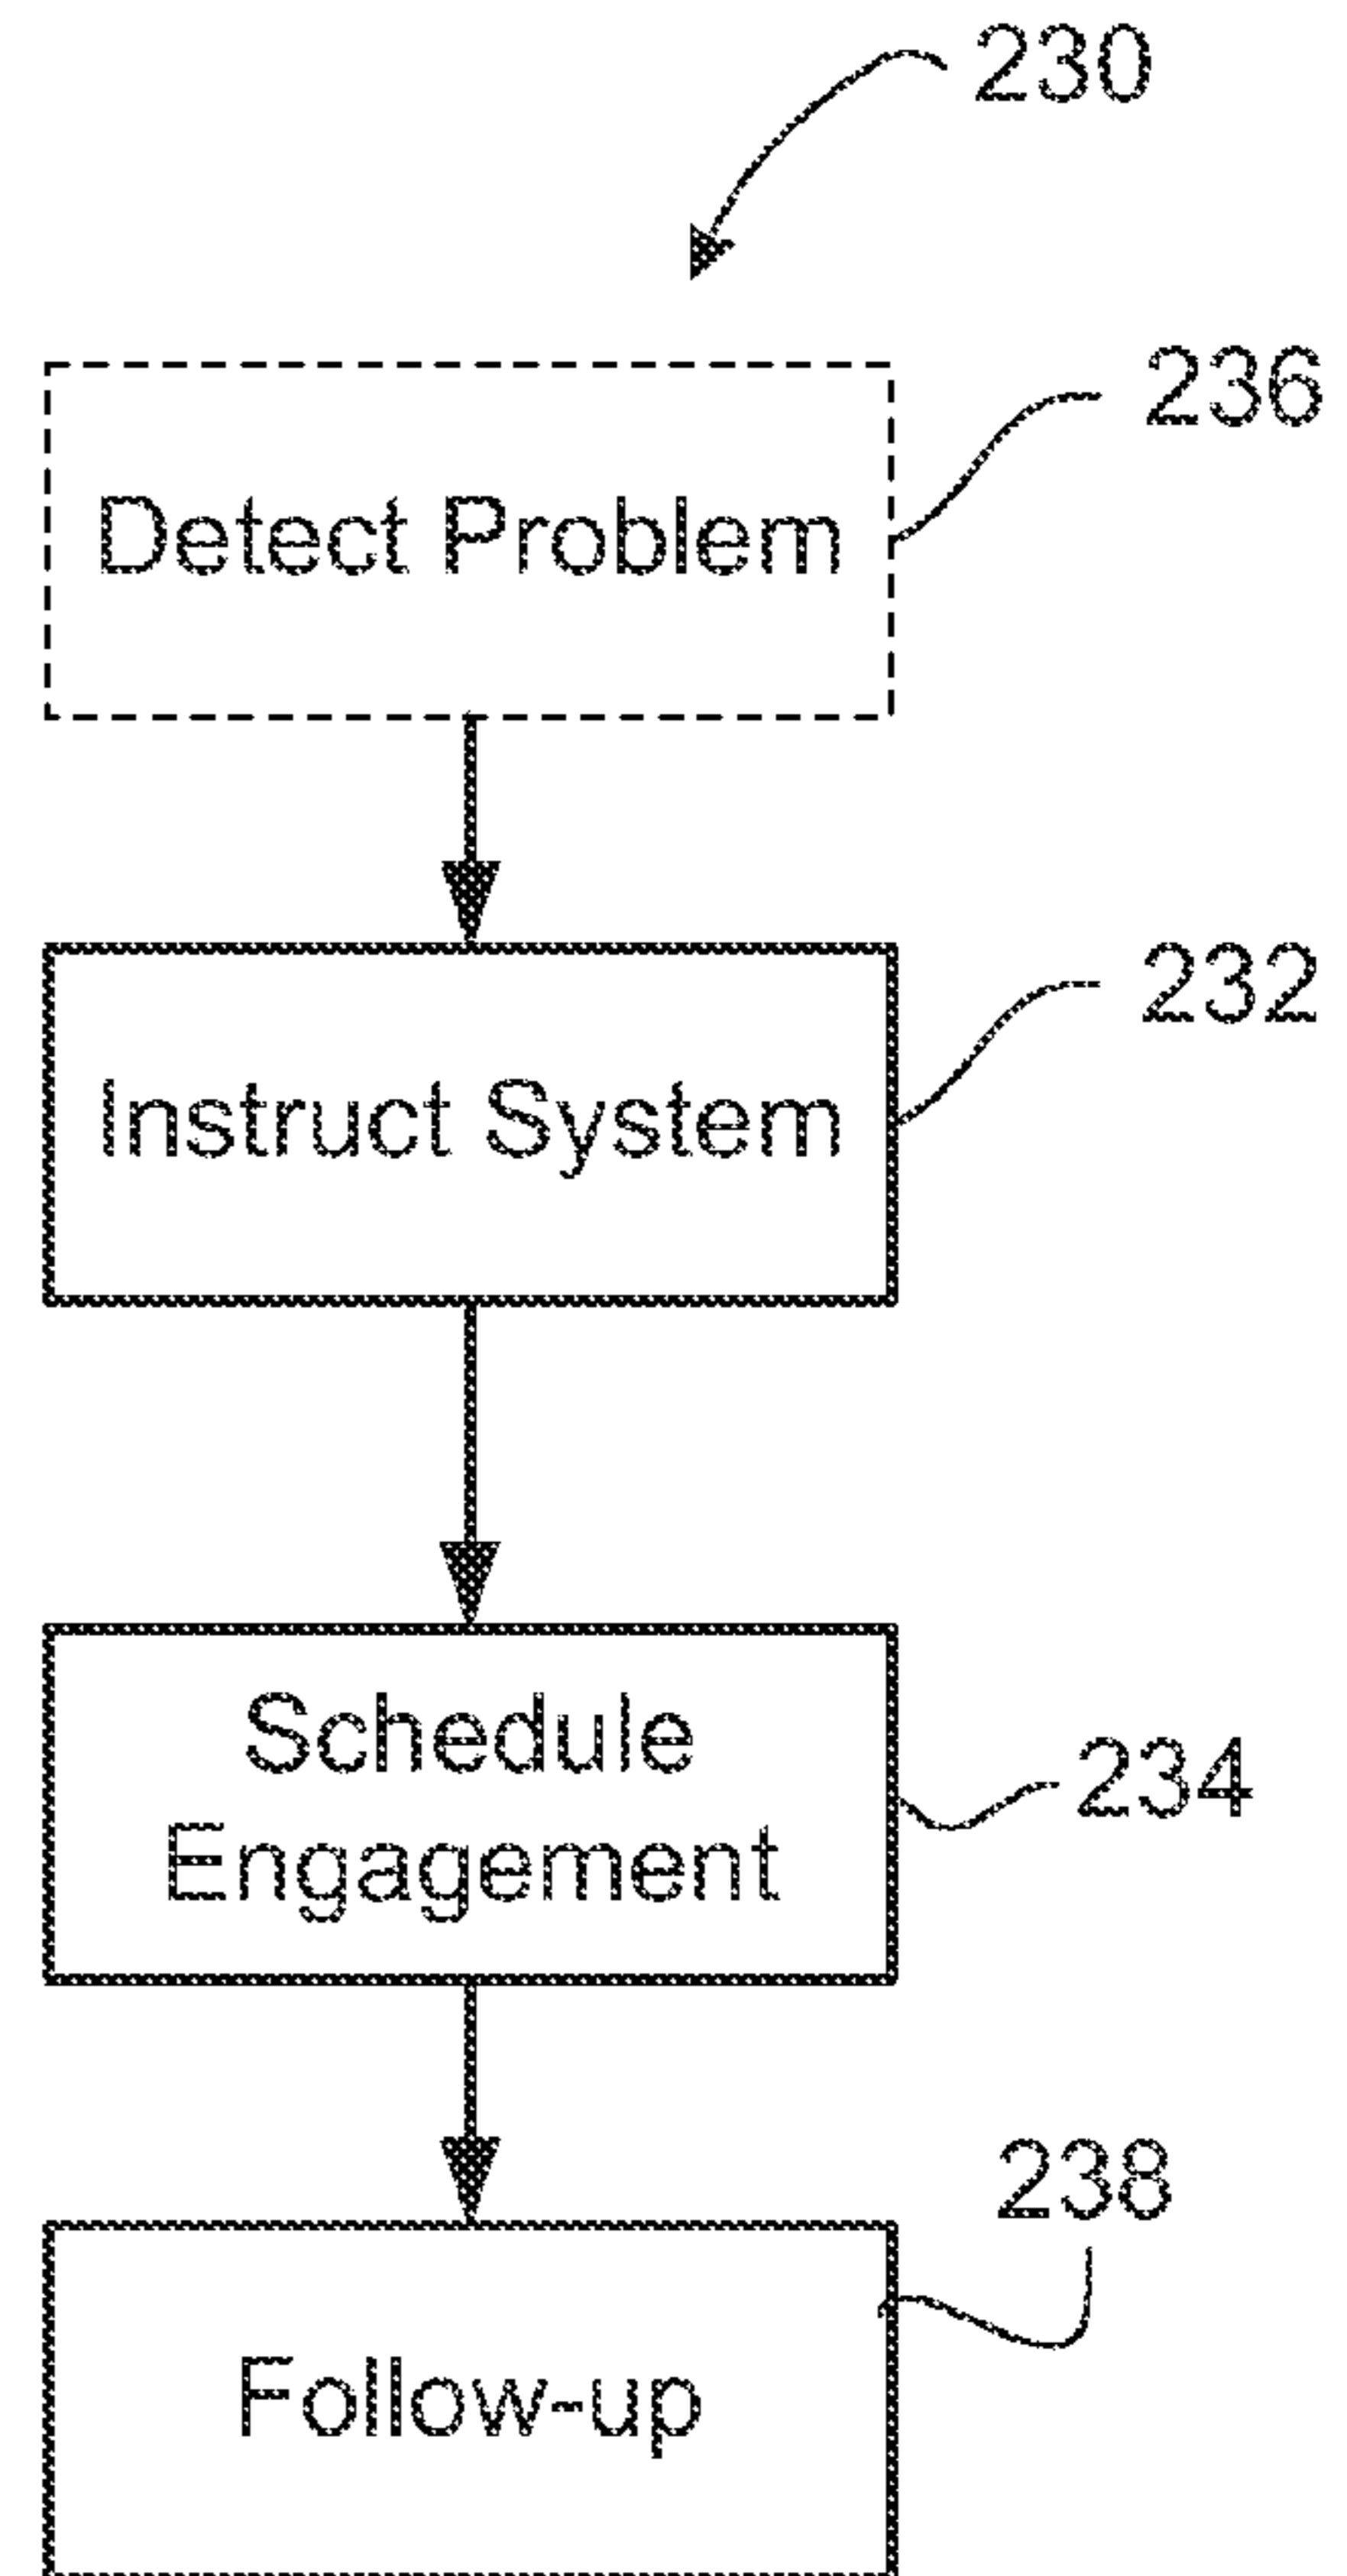 230
236
Detect Problem
232
Instruct System
Schedule
234
Engagement
238
Follow-up